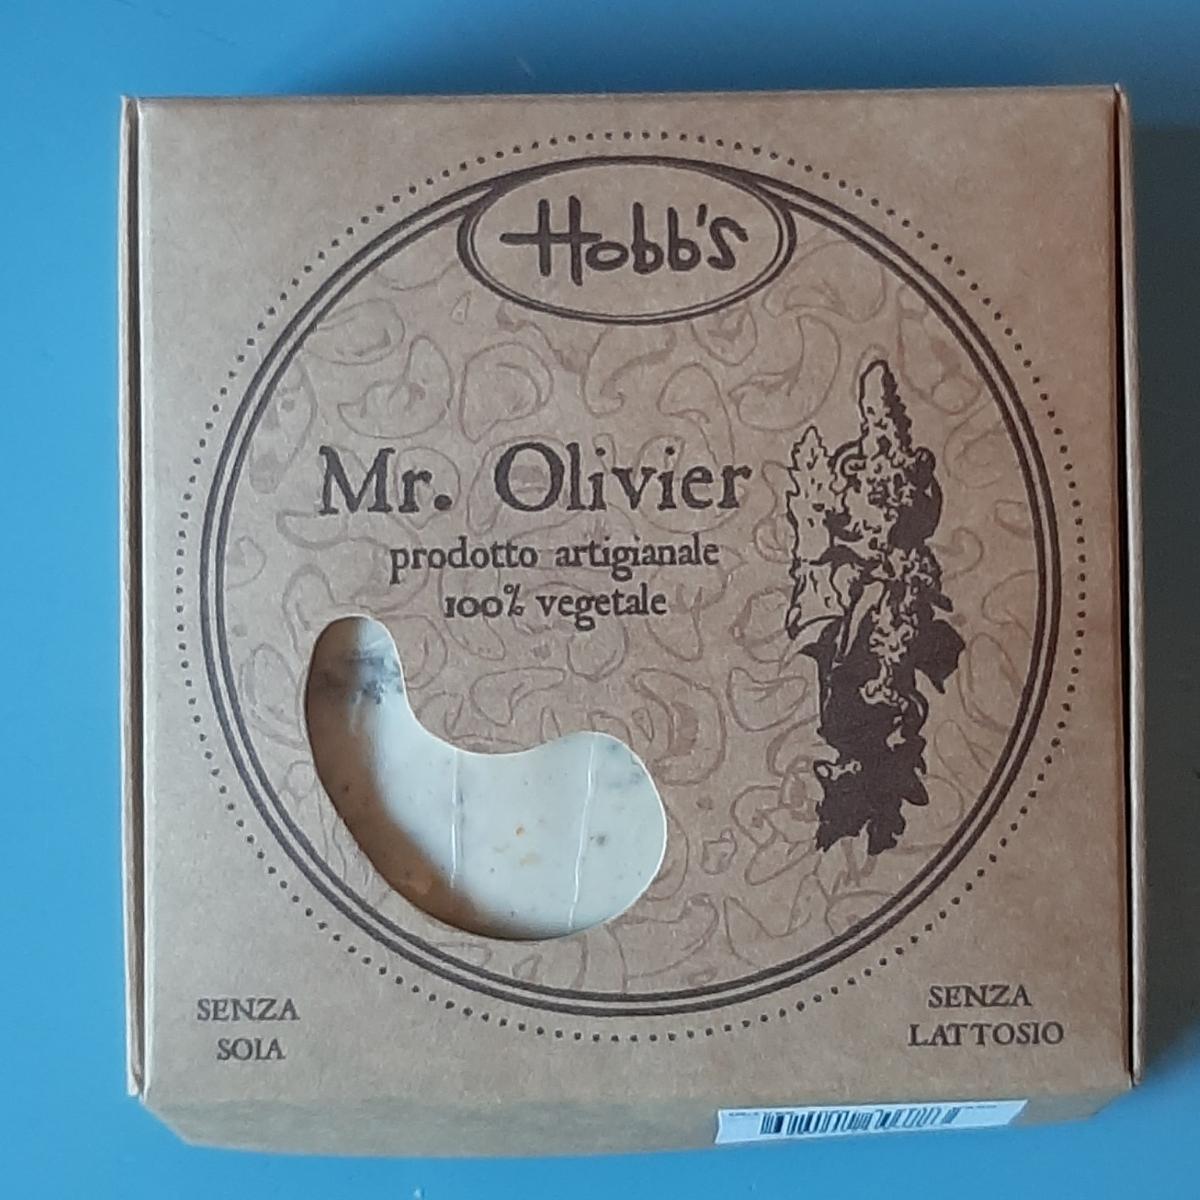 Hobb's
Mr. Olivier
prodotto artigianale
100% vegetale
SENZA
SOIA
SENZA
LATTOSIO